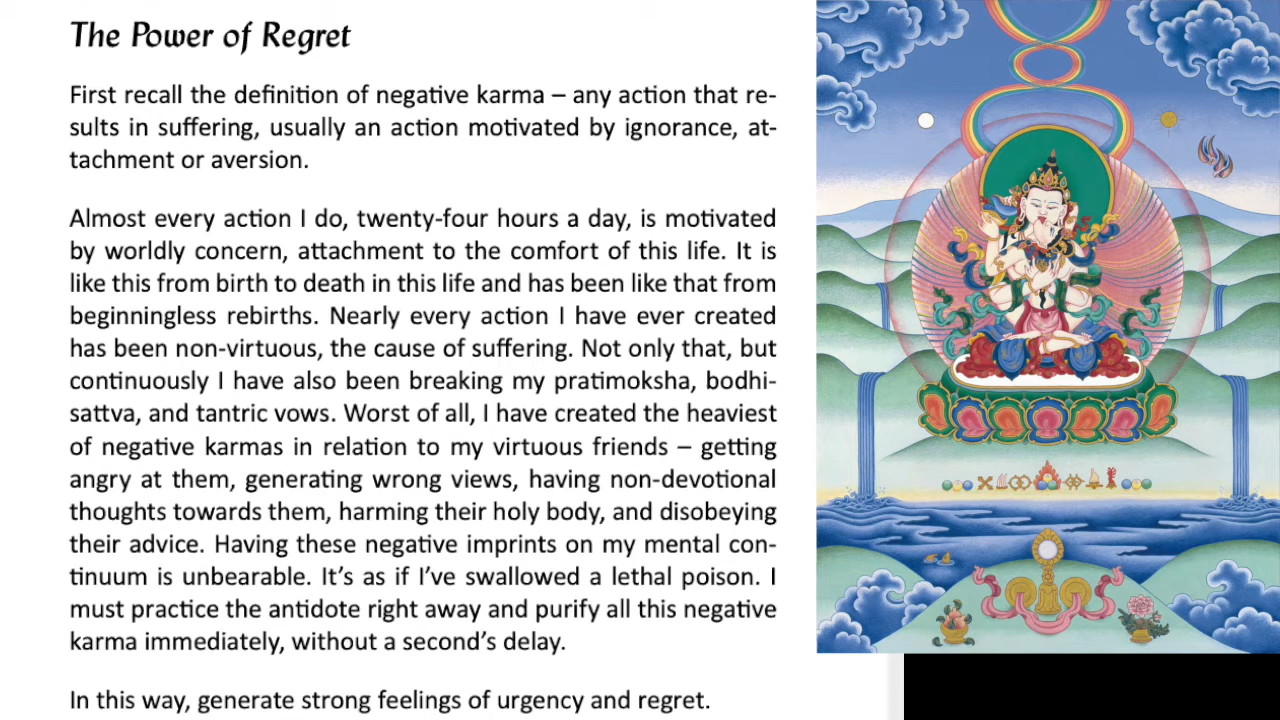 The Power of Regret
First recall the definition of negative karma – any action that re-
sults in suffering, usually an action motivated by ignorance, at-
tachment or aversion.
Almost every action I do, twenty-four hours a day, is motivated
by worldly concern, attachment to the comfort of this life. It is
like this from birth to death in this life and has been like that from
beginningless rebirths. Nearly every action I have ever created
has been non-virtuous, the cause of suffering. Not only that, but
continuously I have also been breaking my pratimoksha, bodhi-
sattva, and tantric vows. Worst of all, I have created the heaviest
of negative karmas in relation to my virtuous friends – getting
angry at them, generating wrong views, having non-devotional
thoughts towards them, harming their holy body, and disobeying
their advice. Having these negative imprints on my mental con-
tinuum is unbearable. It’s as if I’ve swallowed a lethal poison. I
must practice the antidote right away and purify all this negative
karma immediately, without a second’s delay.
In this way, generate strong feelings of urgency and regret.